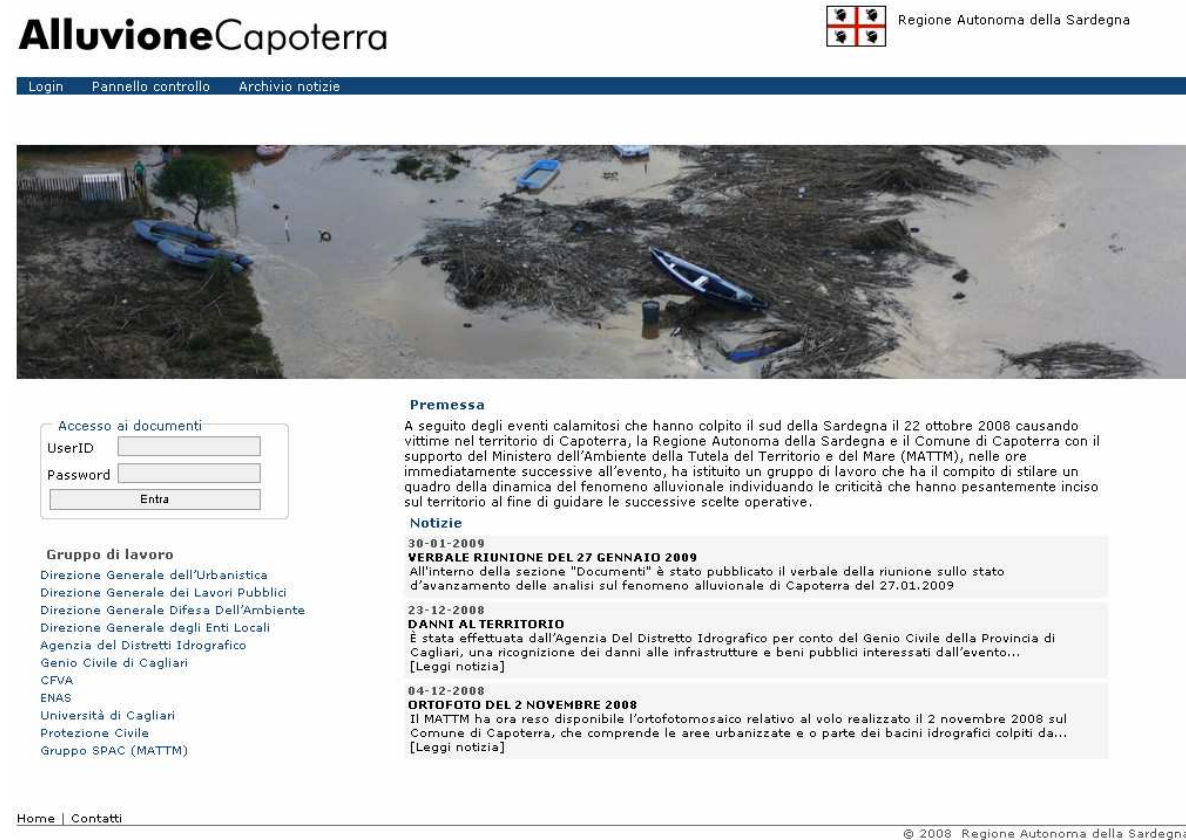 AlluvioneCapoterra
Regione Autonoma della Sardegna
Login Pannello controllo Archivio notizie
Accesso ai documenti
UserID
Password
Entra
Gruppo di lavoro
Direzione Generale dell'Urbanistica
Direzione Generale dei Lavori Pubblici
Direzione Generale Difesa Dell'Ambiente
Direzione Generale degli Enti Locali
Agenzia del Distretti Idrografico
Genio Civile di Cagliari
CFVA
ENAS
Università di Cagliari
Protezione Civile
Gruppo SPAC (MATTM)
Premessa
A seguito degli eventi calamitosi che hanno colpito il sud della Sardegna il 22 ottobre 2008 causando
vittime nel territorio di Capoterra, la Regione Autonoma della Sardegna e il Comune di Capoterra con il
supporto del Ministero dell'Ambiente della Tutela del Territorio e del Mare (MATTM), nelle ore
immediatamente successive all'evento, ha istituito un gruppo di lavoro che ha il compito di stilare un
quadro della dinamica del fenomeno alluvionale individuando le criticità che hanno pesantemente inciso
sul territorio al fine di guidare le successive scelte operative.
Notizie
30-01-2009
VERBALE RIUNIONE DEL 27 GENNAIO 2009
All'interno della sezione "Documenti" è stato pubblicato il verbale della riunione sullo stato
d'avanzamento delle analisi sul fenomeno alluvionale di Capoterra del 27.01.2009
23-12-2008
DANNI AL TERRITORIO
È stata effettuata dall'Agenzia Del Distretto Idrografico per conto del Genio Civile della Provincia di
Cagliari, una ricognizione dei danni alle infrastrutture e beni pubblici interessati dall'evento...
[Leggi notizia]
04-12-2008
ORTOFOTO DEL 2 NOVEMBRE 2008
Il MATTM ha ora reso disponibile l'ortofotomosaico relativo al volo realizzato il 2 novembre 2008 sul
Comune di Capoterra, che comprende le aree urbanizzate e o parte dei bacini idrografici colpiti da...
[Leggi notizia]
Home | Contatti
© 2008 Regione Autonoma della Sardegna